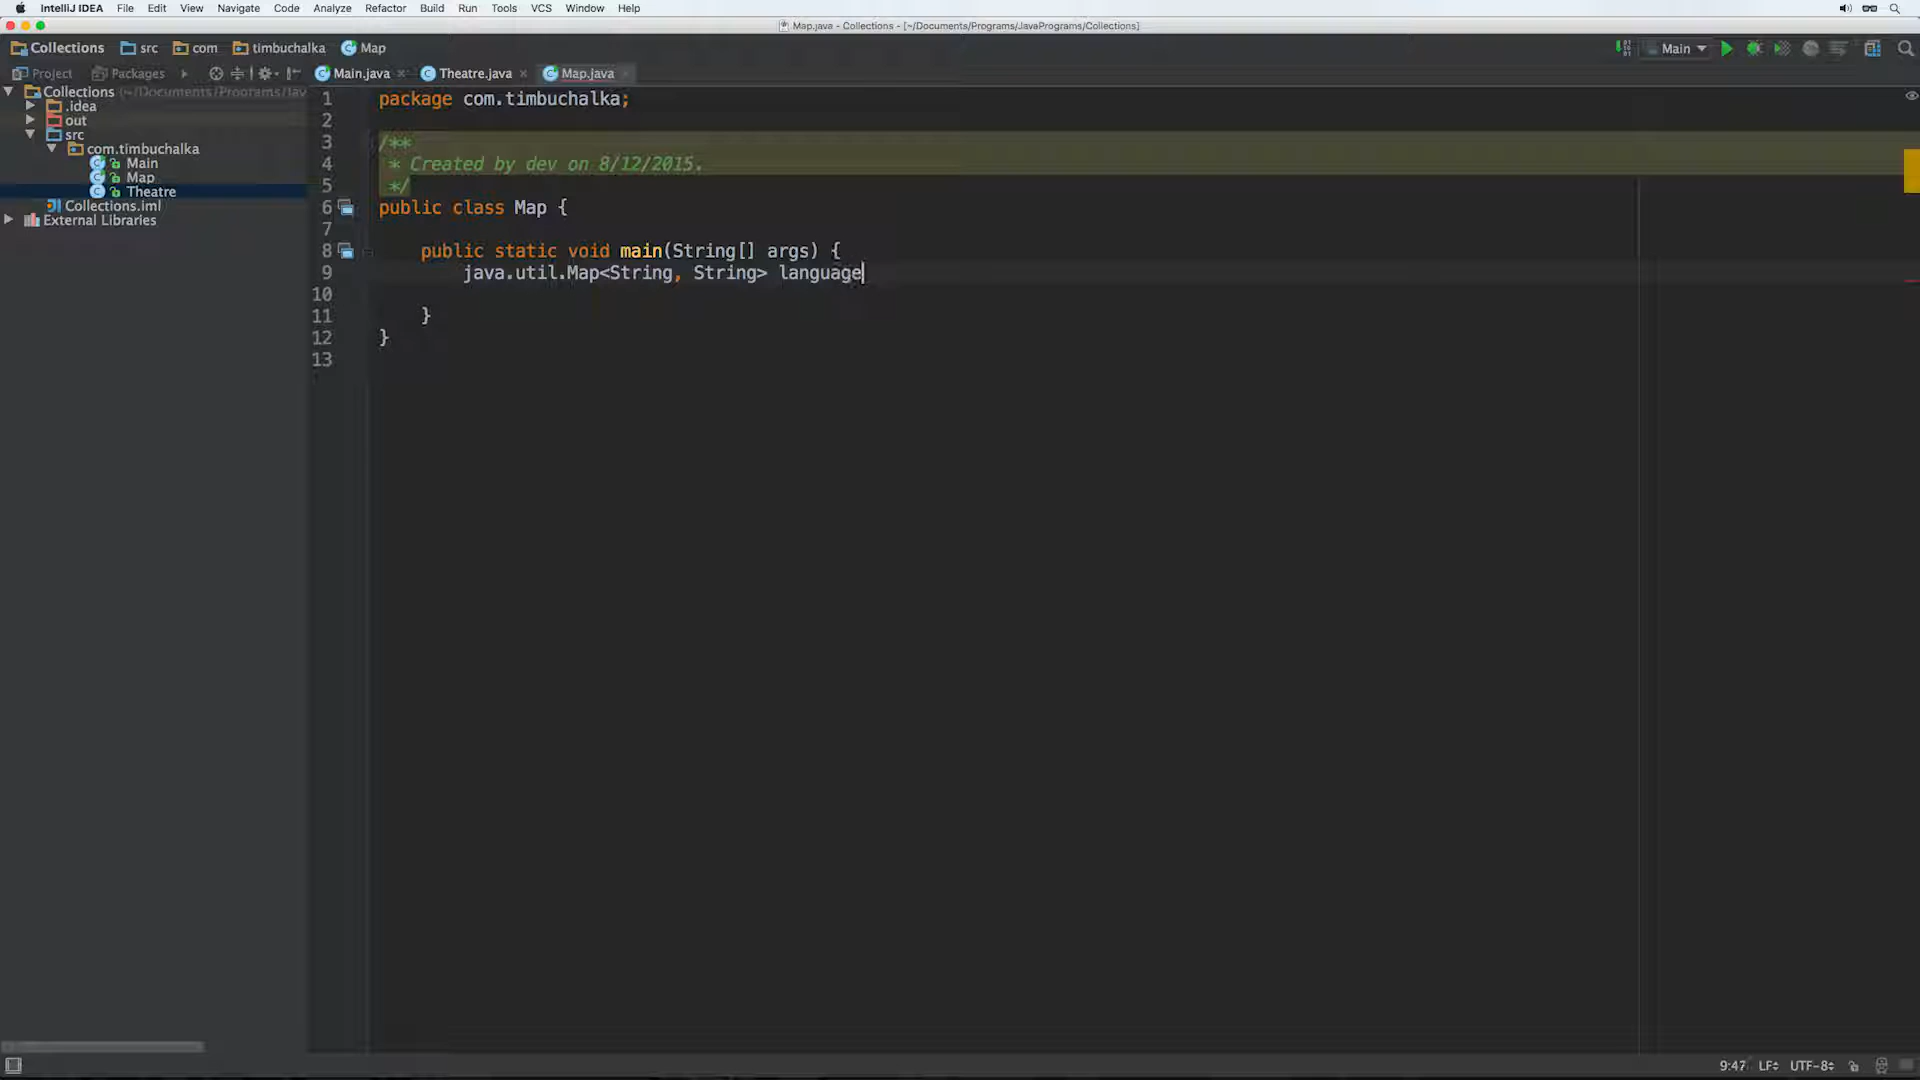 IntelliJ IDEA File Edit View Navigate Code Analyze Refactor Build Run Tools VCS Window Help
Map.java - Collections - [~/Documents/Programs/JavaPrograms/Collections]
Collections src com timbuchalka Map
Main
Project Packages
Main.java Theatre.java Map.java
Collections (~/Documents/Programs/Jav
.idea
out
src
com.timbuchalka
Main
Map
Theatre
Collections.iml
External Libraries
1 package com.timbuchalka;
2
3 /**
4 * Created by dev on 8/12/2015.
5 */
6 public class Map {
7
8 public static void main(String[] args) {
9 java.util.Map<String, String> language
10
11 }
12 }
13
9:47 LF÷ UTF-8÷